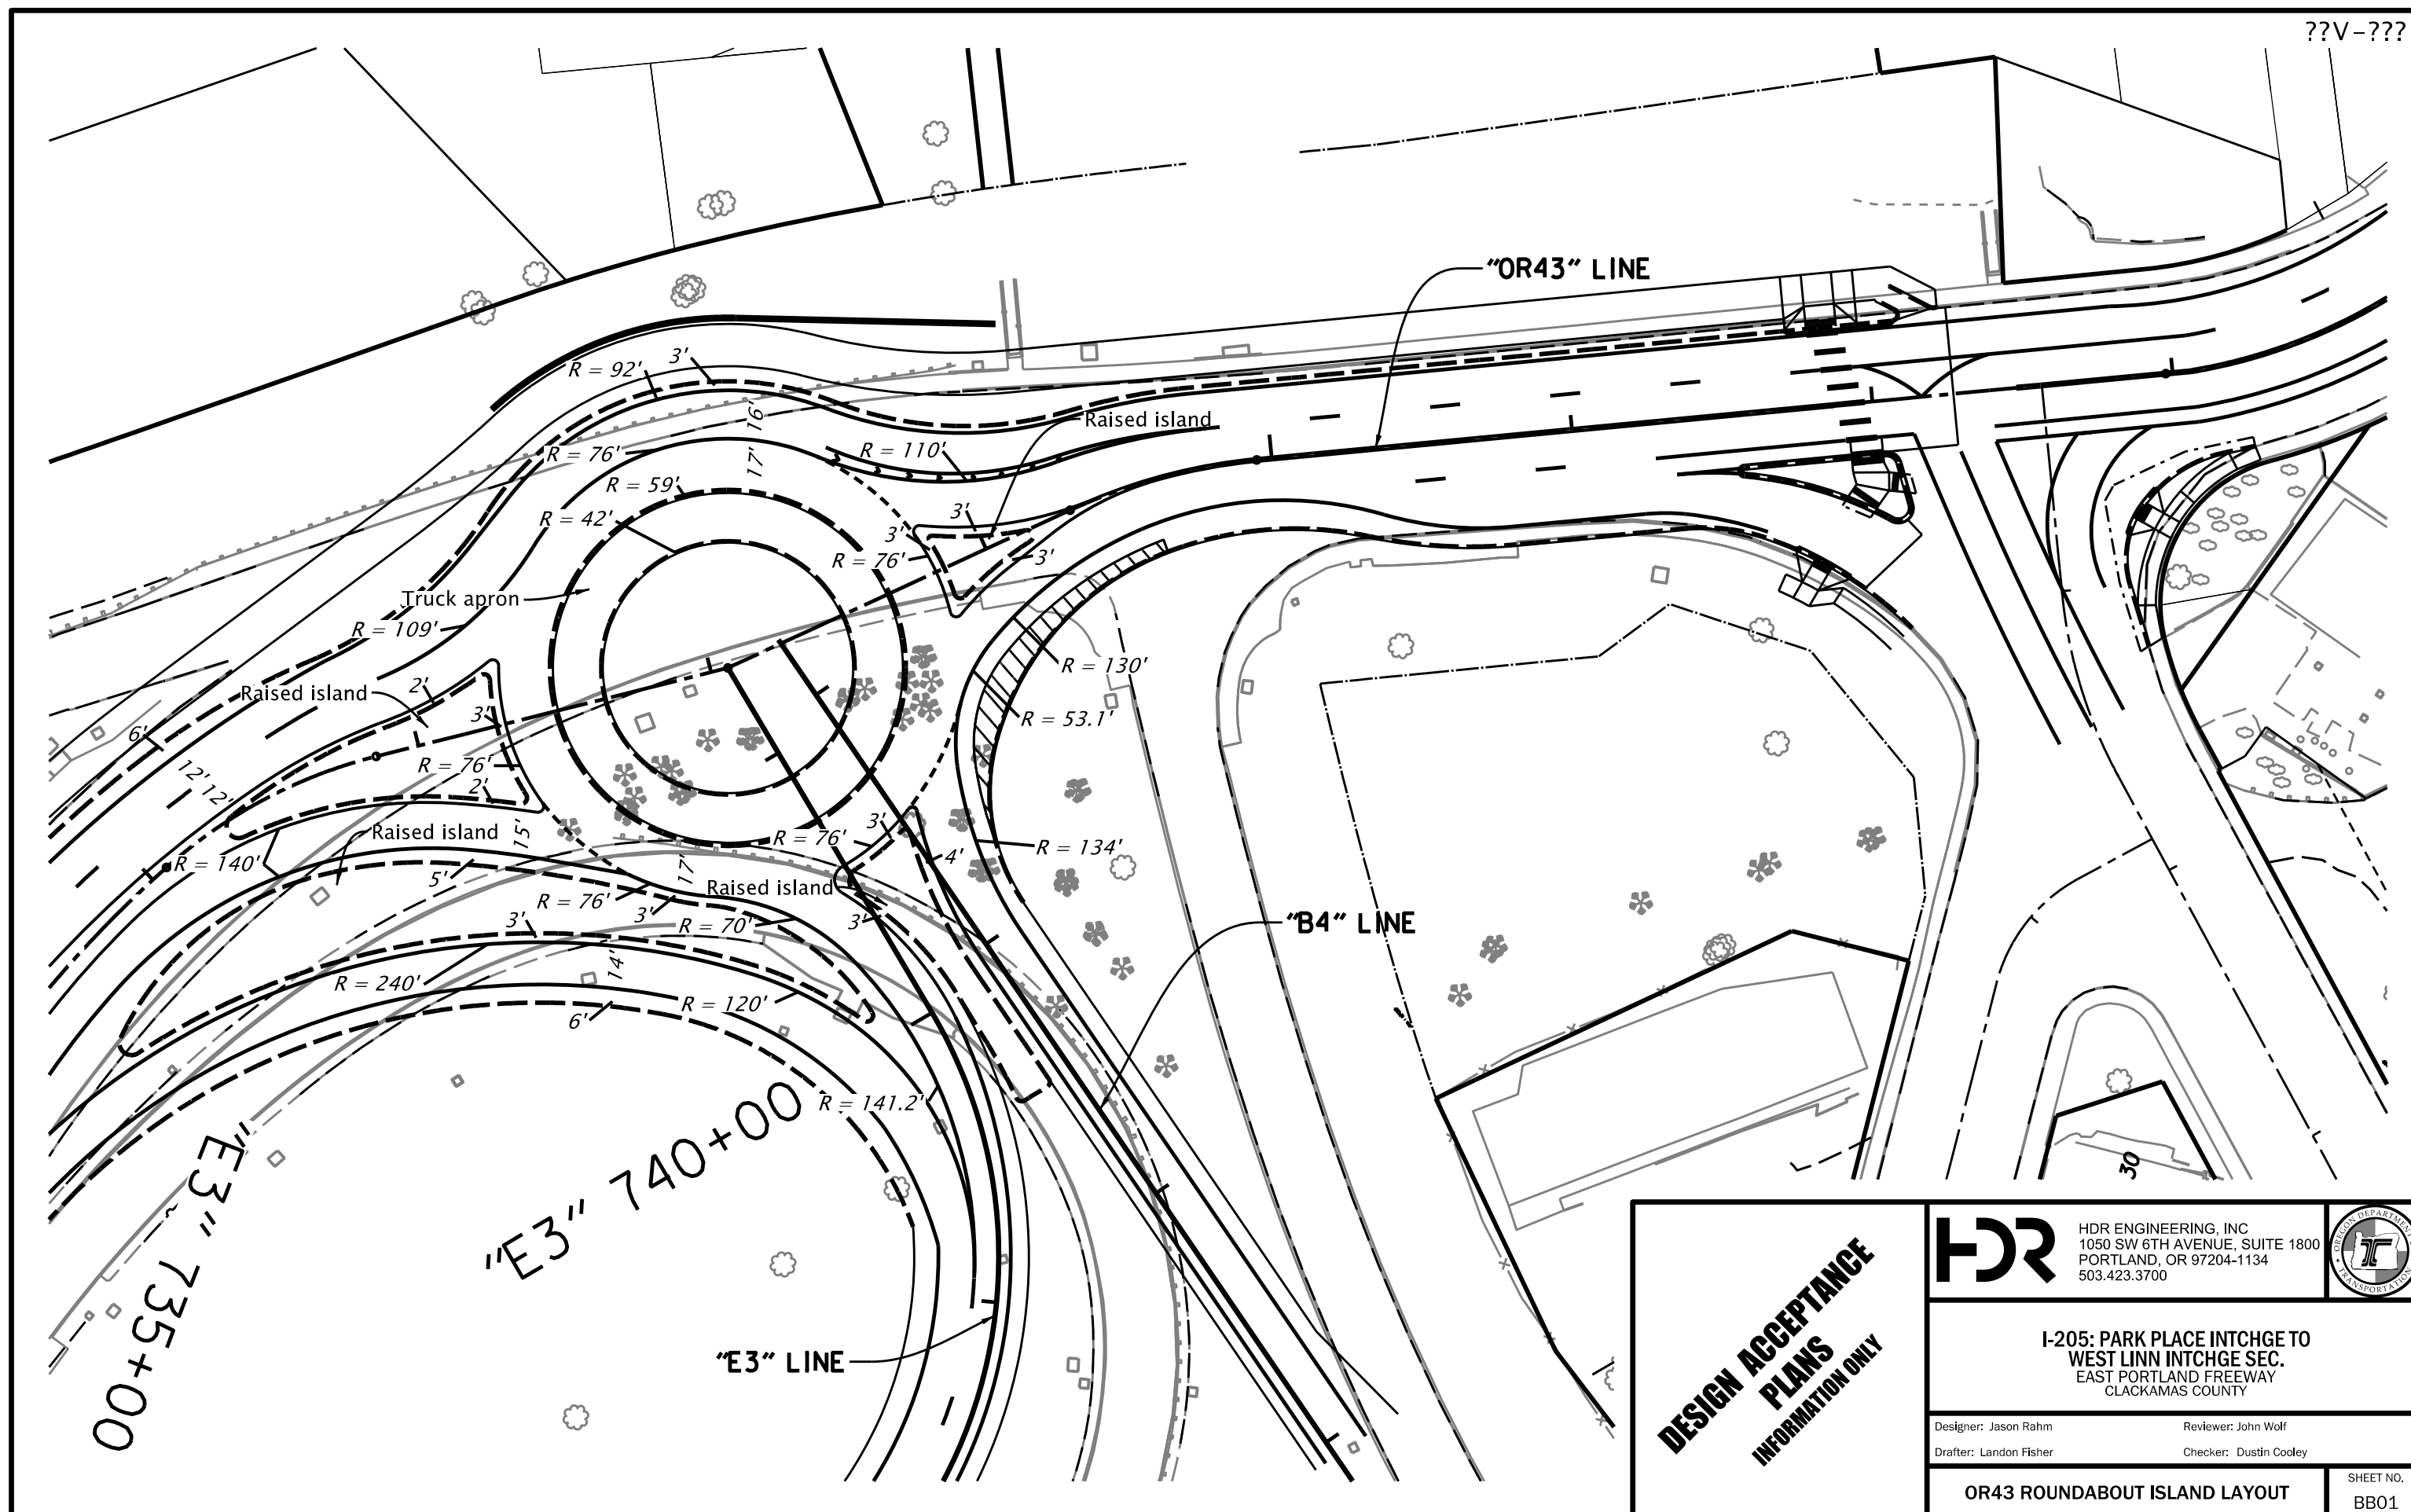 ??V-???
"OR43" LINE
R = 92'
3'
16'
Raised island
R = 76'
17'
R = 110'
R = 59'
R = 42'
3'
3'
R = 76'
3'
Truck apron
R = 109'
R = 130'
Raised island
2'
3'
R = 53.1'
6'
R = 76'
2'
12'
12'
Raised island
15'
R = 76'
3'
R = 134'
4'
R = 140'
5'
17'
Raised island
R = 76'
3'
3'
R = 70'
3'
"B4" LINE
14'
R = 240'
R = 120'
6'
R = 141.2'
"E3" 740+00
"E3" 735+00
30
"E3" LINE
DESIGN ACCEPTANCE
PLANS
INFORMATION ONLY
HDR
HDR ENGINEERING, INC
1050 SW 6TH AVENUE, SUITE 1800
PORTLAND, OR 97204-1134
503.423.3700
I-205: PARK PLACE INTCHGE TO
WEST LINN INTCHGE SEC.
EAST PORTLAND FREEWAY
CLACKAMAS COUNTY
Designer: Jason Rahm
Reviewer: John Wolf
Drafter: Landon Fisher
Checker: Dustin Cooley
OR43 ROUNDABOUT ISLAND LAYOUT
SHEET NO.
BB01